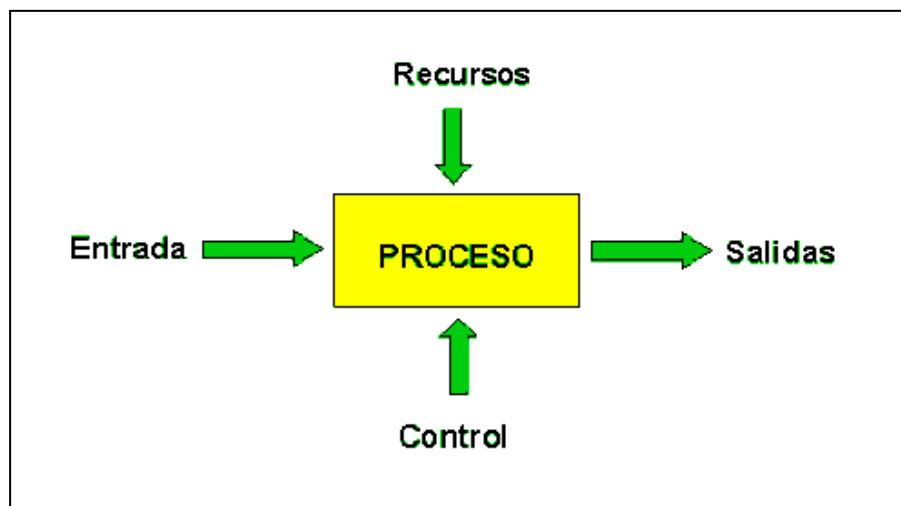 Recursos
Entrada
PROCESO
Salidas
Control